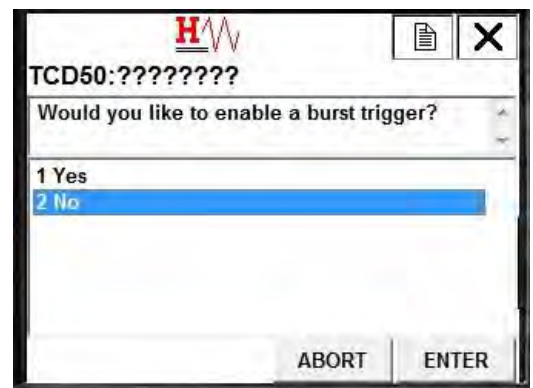 H
TCD50:????????
Would you like to enable a burst trigger?
1 Yes
2 No
ABORT ENTER